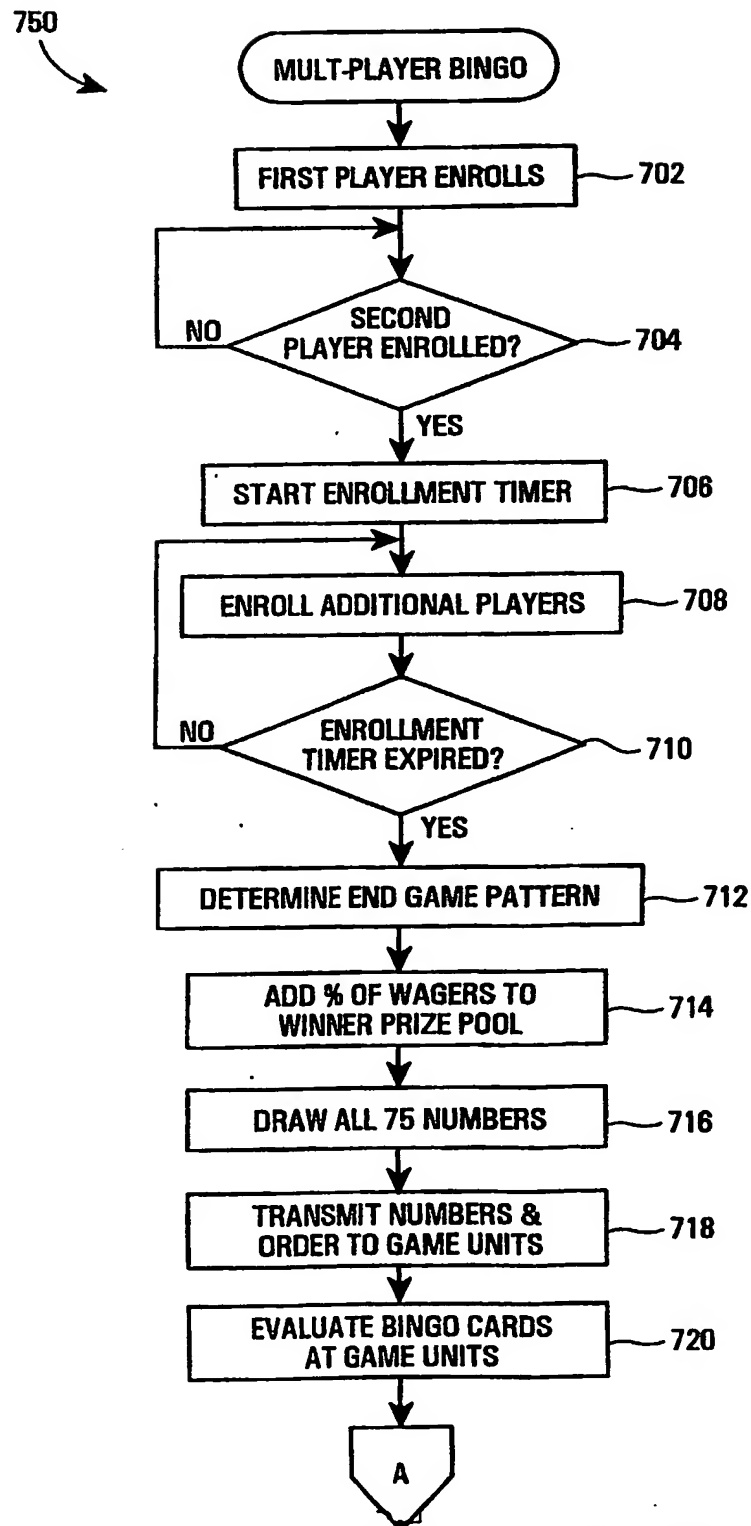 750
MULT-PLAYER BINGO
FIRST PLAYER ENROLLS
702
SECOND
PLAYER ENROLLED?
704
NO
YES
START ENROLLMENT TIMER
706
ENROLL ADDITIONAL PLAYERS
708
NO
ENROLLMENT
TIMER EXPIRED?
710
YES
DETERMINE END GAME PATTERN
712
ADD % OF WAGERS TO
WINNER PRIZE POOL
714
DRAW ALL 75 NUMBERS
716
TRANSMIT NUMBERS &
ORDER TO GAME UNITS
718
EVALUATE BINGO CARDS
AT GAME UNITS
720
A